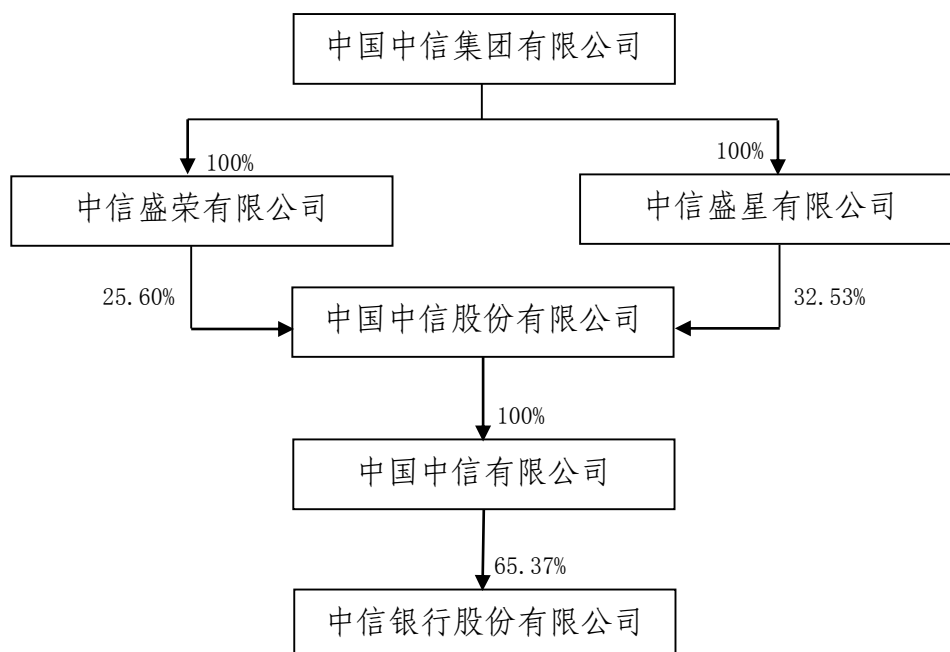 中国中信集团有限公司
100%
100%
中信盛荣有限公司
中信盛星有限公司
25.60%
32.53%
中国中信股份有限公司
100%
中国中信有限公司
65.37%
中信银行股份有限公司